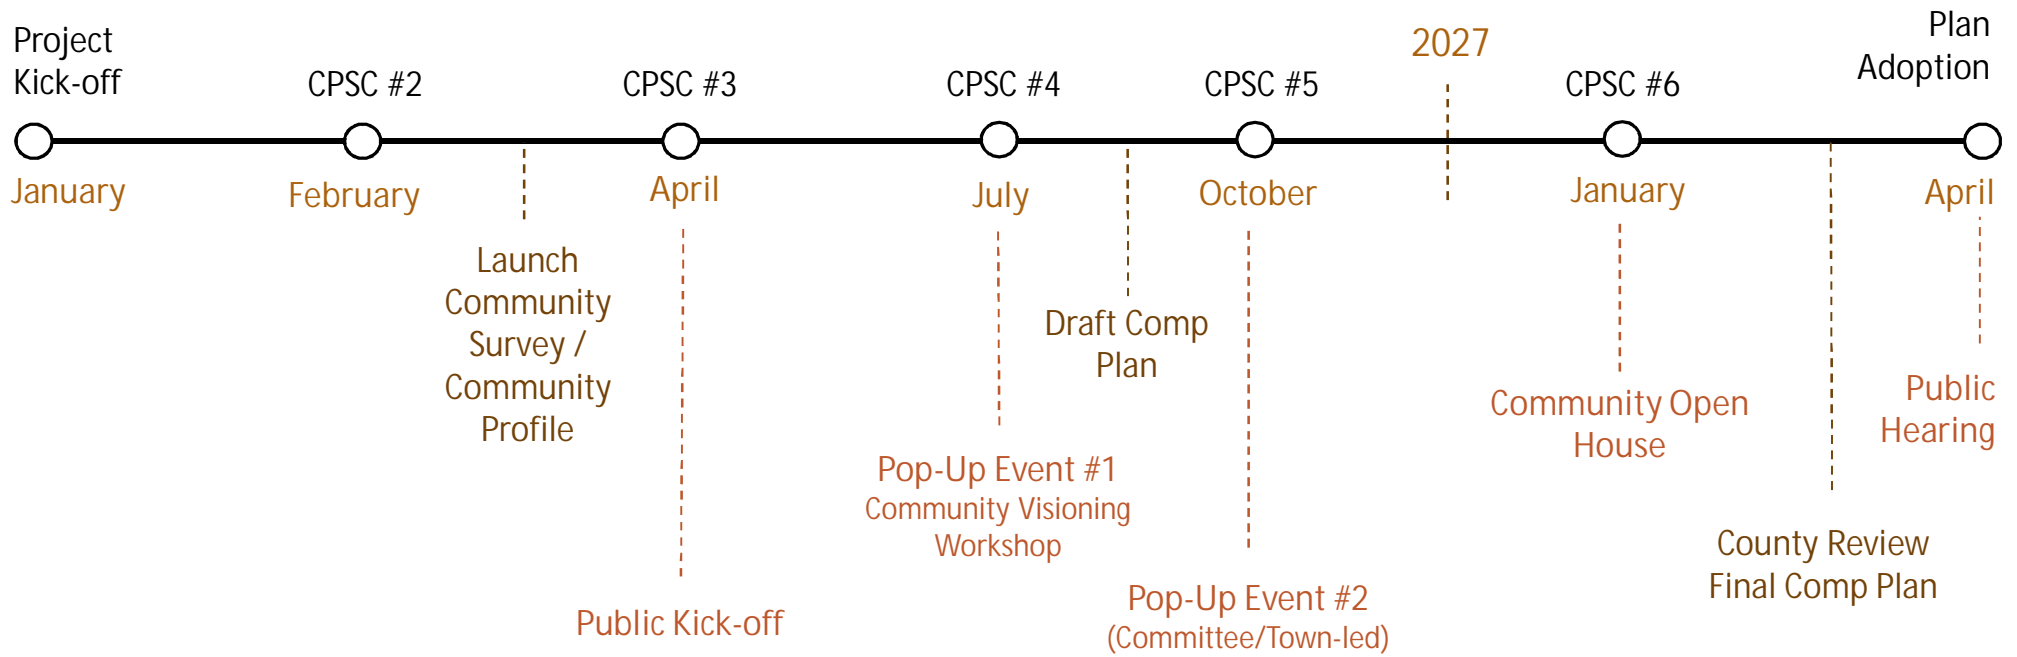 Project
Kick-off
CPSC #2
CPSC #3
CPSC #4
CPSC #5
2027
CPSC #6
Plan
Adoption
January
February
April
July
October
January
April
Launch
Community
Survey /
Community
Profile
Public Kick-off
Pop-Up Event #1
Community Visioning
Workshop
Draft Comp
Plan
Pop-Up Event #2
(Committee/Town-led)
Community Open
House
County Review
Final Comp Plan
Public
Hearing